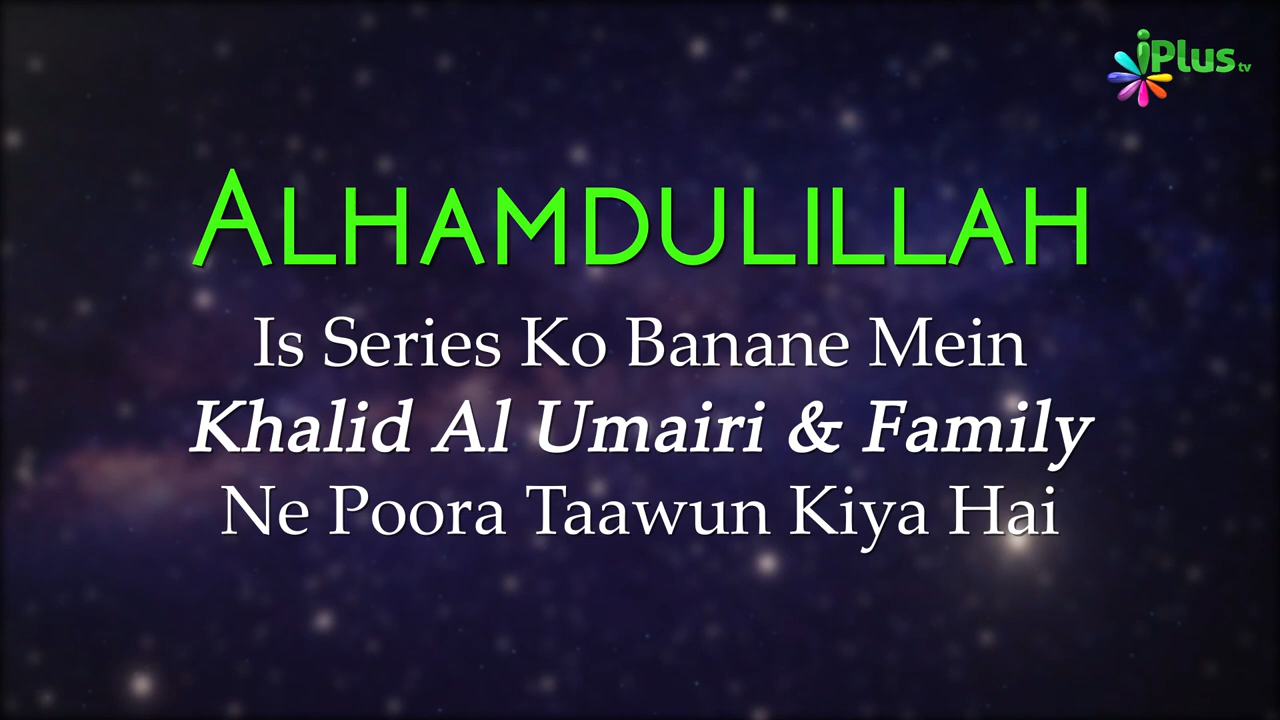 iPlus tv
ALHAMDULILLAH
Is Series Ko Banane Mein
Khalid Al Umairi & Family
Ne Poora Taawun Kiya Hai